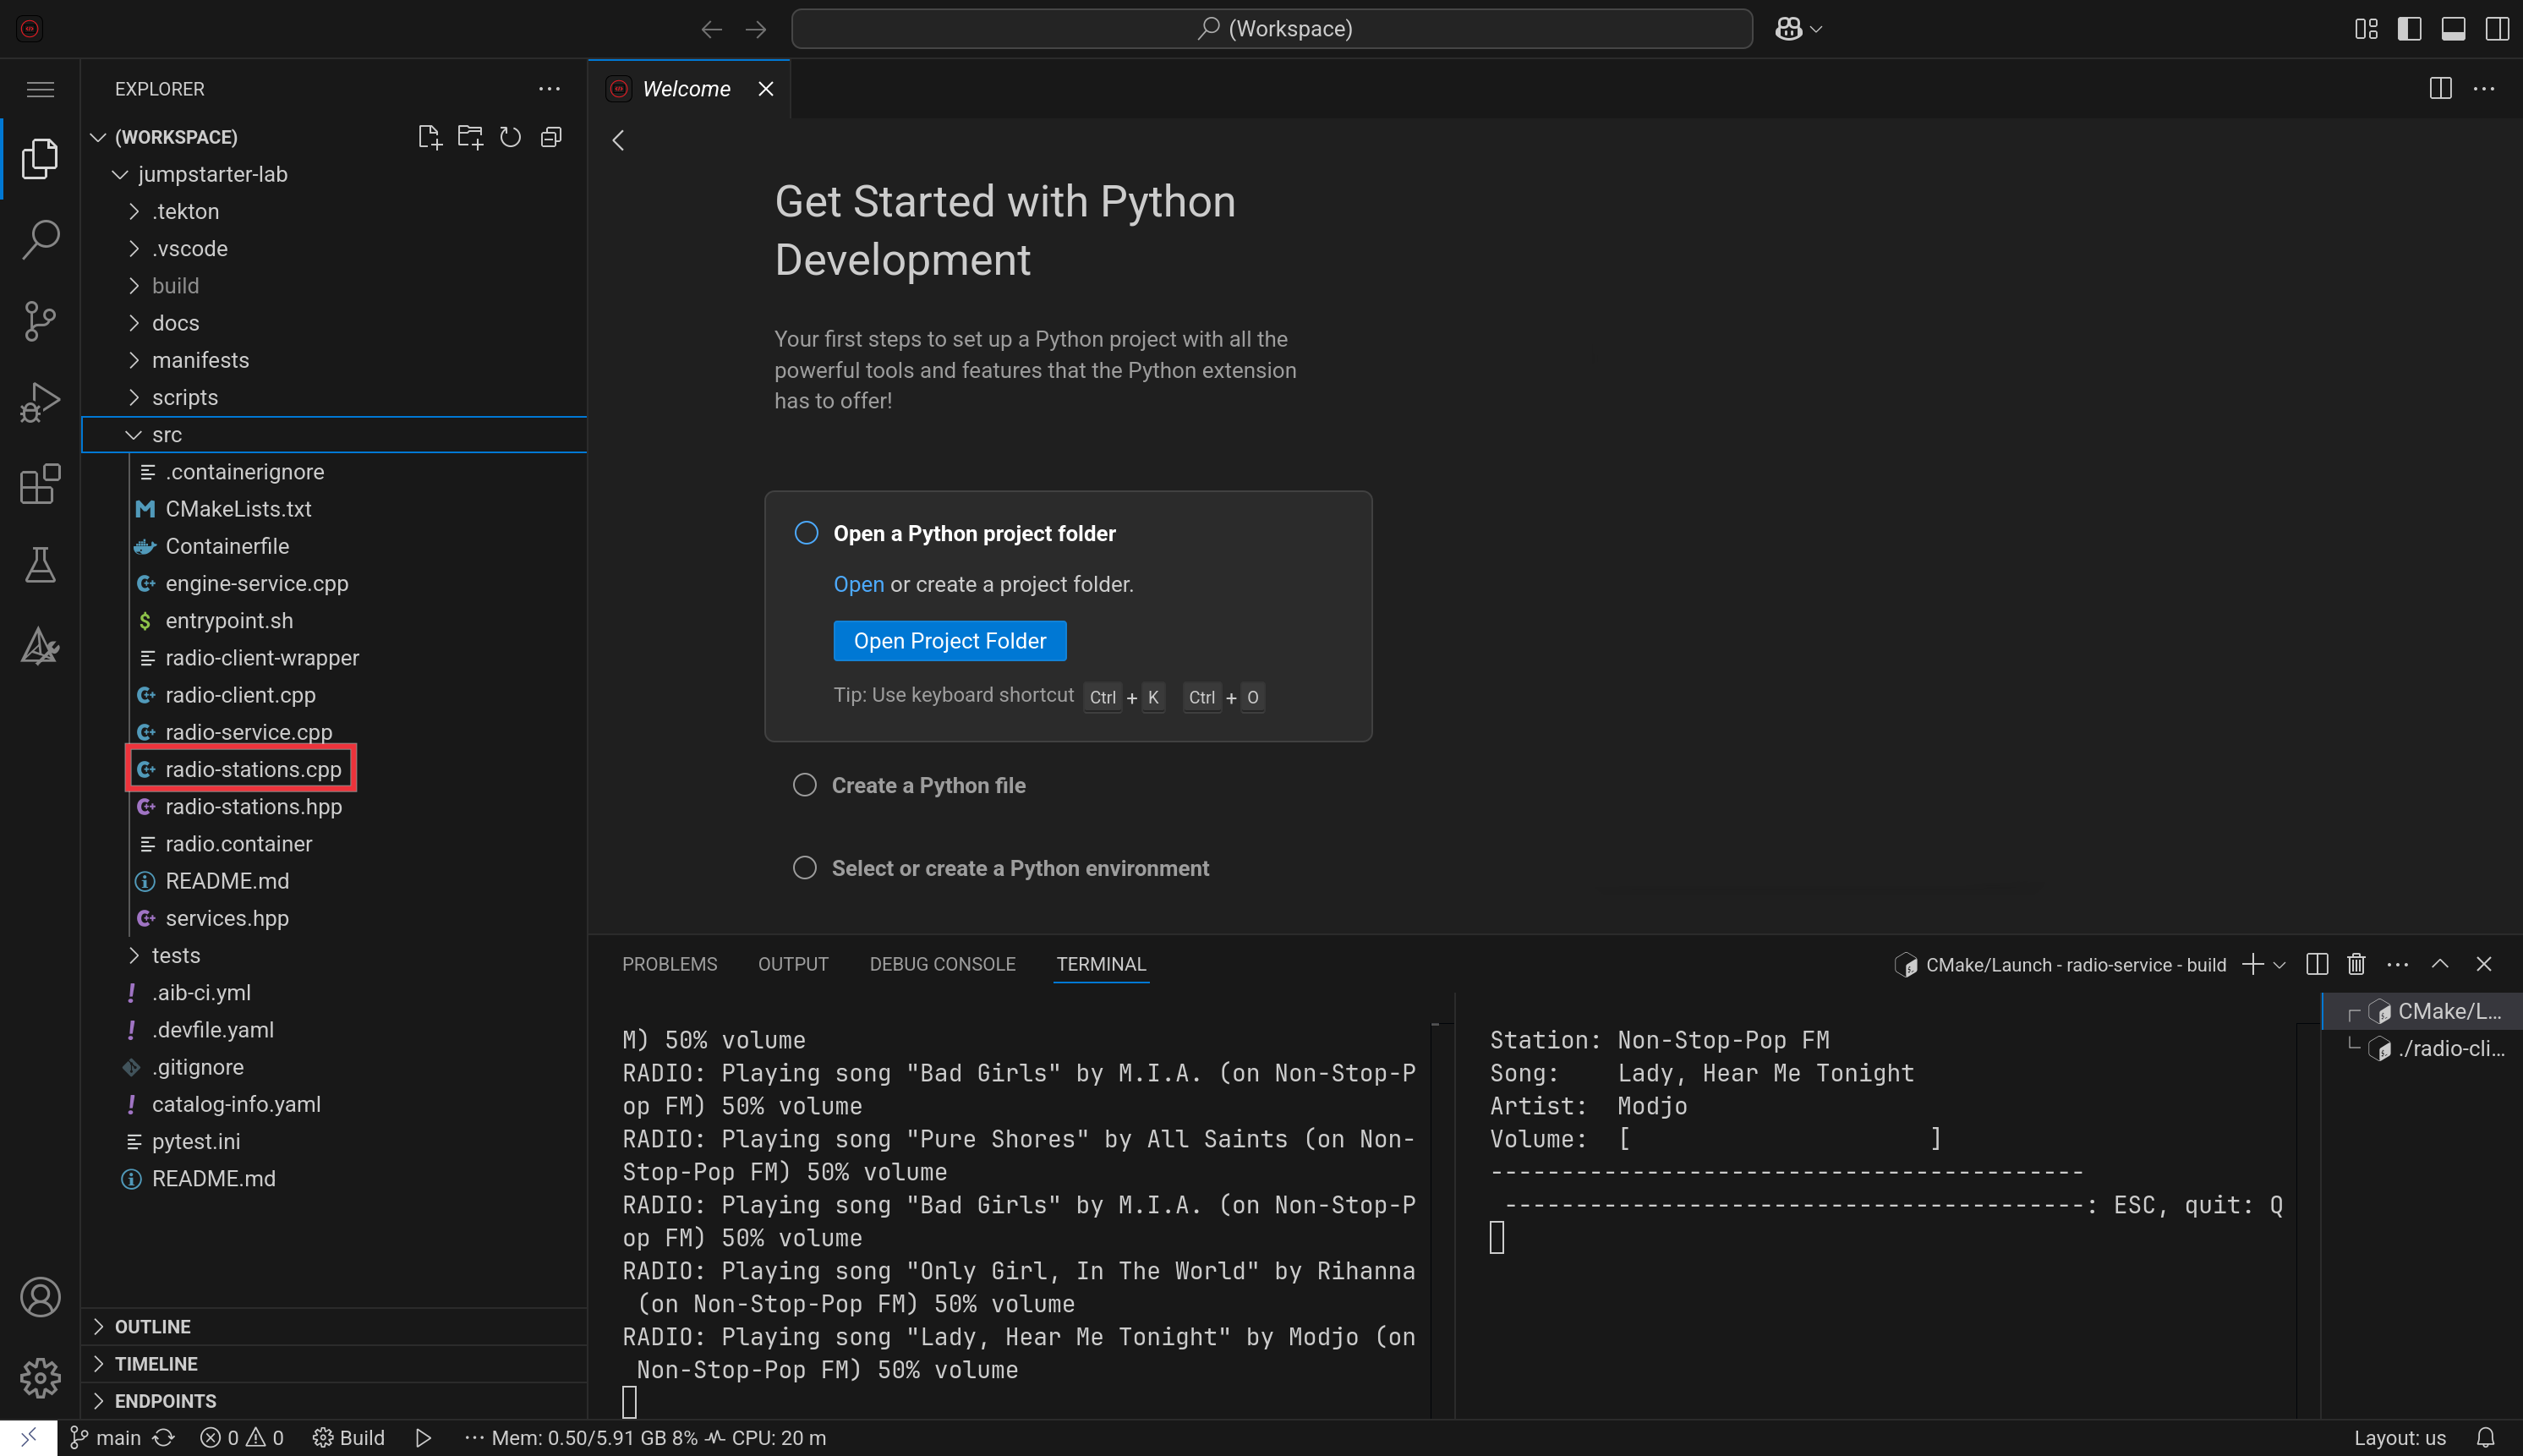 (Workspace)
EXPLORER
(WORKSPACE)
jumpstarter-lab
.tekton
.vscode
build
docs
manifests
scripts
src
.containerignore
CMakeLists.txt
Containerfile
engine-service.cpp
entrypoint.sh
radio-client-wrapper
radio-client.cpp
radio-service.cpp
radio-stations.cpp
radio-stations.hpp
radio.container
README.md
services.hpp
tests
.aib-ci.yml
.devfile.yaml
.gitignore
catalog-info.yaml
pytest.ini
README.md
OUTLINE
TIMELINE
ENDPOINTS
Welcome
Get Started with Python
Development
Your first steps to set up a Python project with all the
powerful tools and features that the Python extension
has to offer!
Open a Python project folder
Open or create a project folder.
Open Project Folder
Tip: Use keyboard shortcut Ctrl + K Ctrl + O
Create a Python file
Select or create a Python environment
PROBLEMS OUTPUT DEBUG CONSOLE TERMINAL
CMake/Launch - radio-service - build
M) 50% volume
RADIO: Playing song "Bad Girls" by M.I.A. (on Non-Stop-P
op FM) 50% volume
RADIO: Playing song "Pure Shores" by All Saints (on Non-
Stop-Pop FM) 50% volume
RADIO: Playing song "Bad Girls" by M.I.A. (on Non-Stop-P
op FM) 50% volume
RADIO: Playing song "Only Girl, In The World" by Rihanna
(on Non-Stop-Pop FM) 50% volume
RADIO: Playing song "Lady, Hear Me Tonight" by Modjo (on
Non-Stop-Pop FM) 50% volume
Station: Non-Stop-Pop FM
Song: Lady, Hear Me Tonight
Artist: Modjo
Volume: [ ]
------------------------------------------
-----------------------------------------: ESC, quit: Q
CMake/L...
./radio-cli...
main 0 0 Build ··· Mem: 0.50/5.91 GB 8% CPU: 20 m
Layout: us